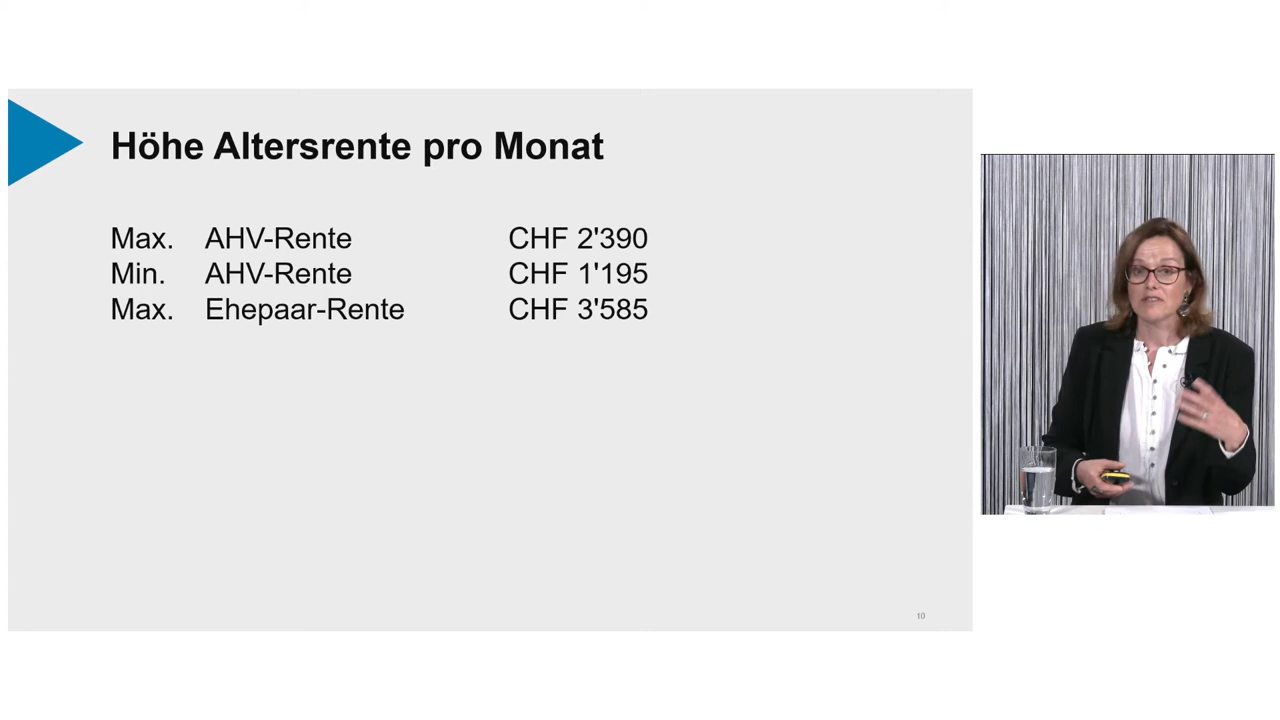 Höhe Altersrente pro Monat
Max. AHV-Rente CHF 2'390
Min. AHV-Rente CHF 1'195
Max. Ehepaar-Rente CHF 3'585
10